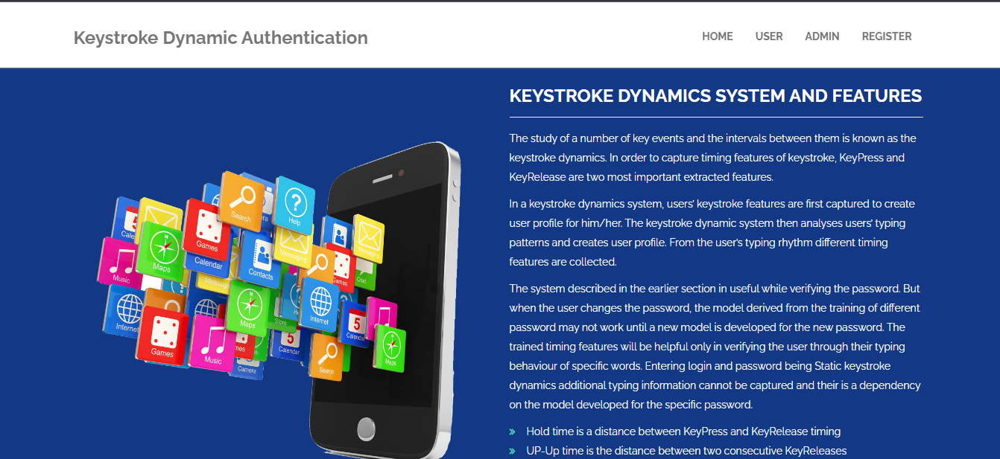 Keystroke Dynamic Authentication
HOME USER ADMIN REGISTER
KEYSTROKE DYNAMICS SYSTEM AND FEATURES
The study of a number of key events and the intervals between them is known as the
keystroke dynamics. In order to capture timing features of keystroke, KeyPress and
KeyRelease are two most important extracted features.
In a keystroke dynamics system, users' keystroke features are first captured to create
user profile for him/her. The keystroke dynamic system then analyses users' typing
patterns and creates user profile. From the user's typing rhythm different timing
features are collected.
The system described in the earlier section in useful while verifying the password. But
when the user changes the password, the model derived from the training of different
password may not work until a new model is developed for the new password. The
trained timing features will be helpful only in verifying the user through their typing
behaviour of specific words. Entering login and password being Static keystroke
dynamics additional typing information cannot be captured and their is a dependency
on the model developed for the specific password.
Hold time is a distance between KeyPress and KeyRelease timing
UP-Up time is the distance between two consecutive KeyReleases
Search
Help
Games
Messaging
Maps
Calendar
Contacts
Music
Games
Chat
Internet
Maps
Store
Internet
5
Games
Music
5
Calendar
Search
Maps
Camera